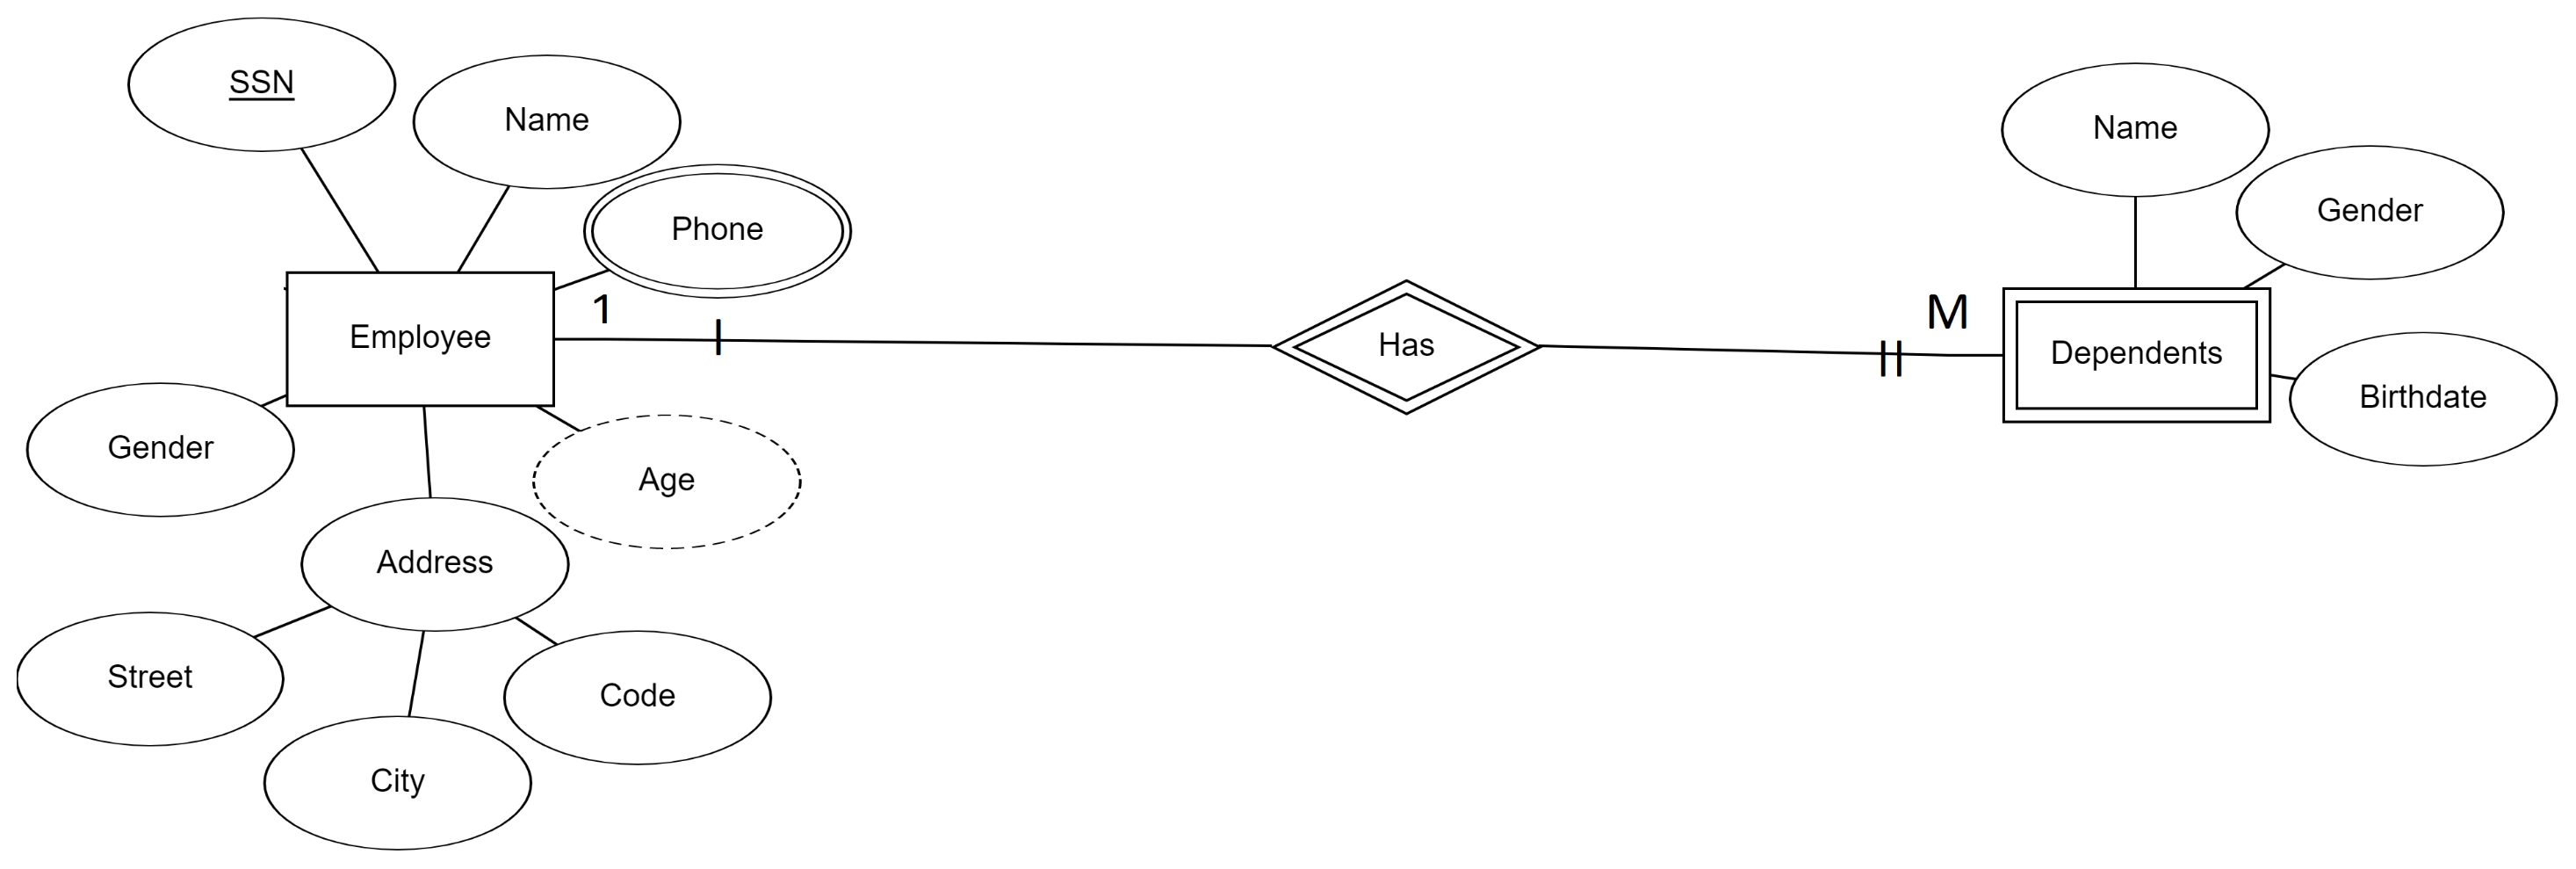 SSN
Name
Phone
Employee
1
Gender
Age
Address
Street
City
Code
Has
M
Name
Gender
Dependents
Birthdate